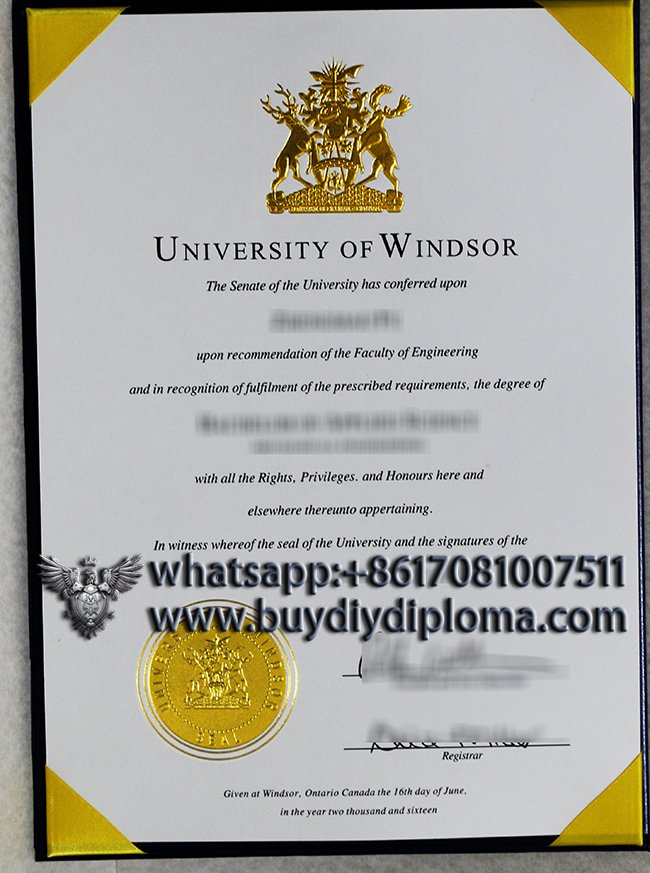 UNIVERSITY OF WINDSOR
The Senate of the University has conferred upon
upon recommendation of the Faculty of Engineering
and in recognition of fulfilment of the prescribed requirements, the degree of
with all the Rights, Privileges. and Honours here and
elsewhere thereunto appertaining.
In witness whereof the seal of the University and the signatures of the
whatsapp:+8617081007511
www.buydiydiploma.com
UNIVERSITY OF WINDSOR
SEAL
Registrar
Given at Windsor, Ontario Canada the 16th day of June,
in the year two thousand and sixteen